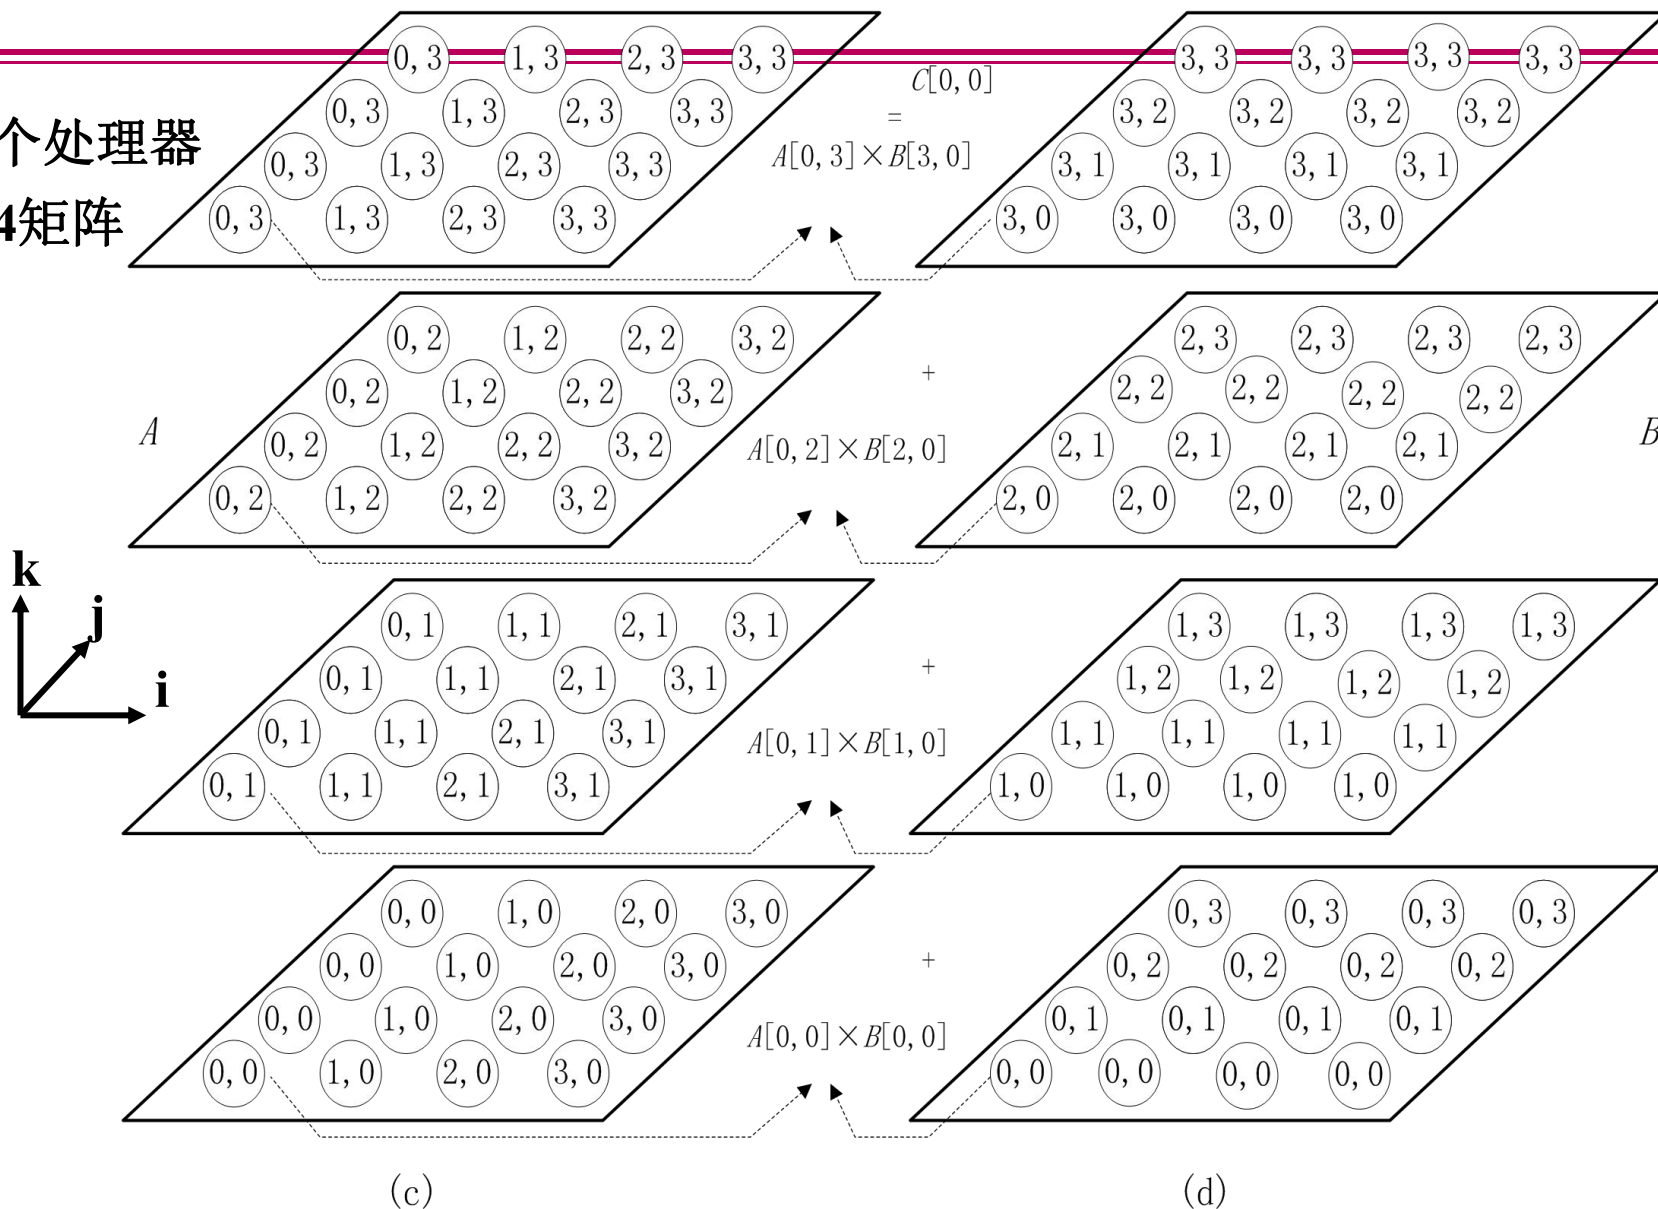 个处理器
4矩阵
0,3 1,3 2,3 3,3
0,3 1,3 2,3 3,3
0,3 1,3 2,3 3,3
0,3 1,3 2,3 3,3
C[0,0]
=
A[0,3]×B[3,0]
3,3 3,3 3,3 3,3
3,2 3,2 3,2 3,2
3,1 3,1 3,1 3,1
3,0 3,0 3,0 3,0
A
0,2 1,2 2,2 3,2
0,2 1,2 2,2 3,2
0,2 1,2 2,2 3,2
0,2 1,2 2,2 3,2
+
A[0,2]×B[2,0]
2,3 2,3 2,3 2,3
2,2 2,2 2,2 2,2
2,1 2,1 2,1 2,1
2,0 2,0 2,0 2,0
B
k
j
i
0,1 1,1 2,1 3,1
0,1 1,1 2,1 3,1
0,1 1,1 2,1 3,1
0,1 1,1 2,1 3,1
+
A[0,1]×B[1,0]
1,3 1,3 1,3 1,3
1,2 1,2 1,2 1,2
1,1 1,1 1,1 1,1
1,0 1,0 1,0 1,0
0,0 1,0 2,0 3,0
0,0 1,0 2,0 3,0
0,0 1,0 2,0 3,0
0,0 1,0 2,0 3,0
+
A[0,0]×B[0,0]
0,3 0,3 0,3 0,3
0,2 0,2 0,2 0,2
0,1 0,1 0,1 0,1
0,0 0,0 0,0 0,0
(c)
(d)